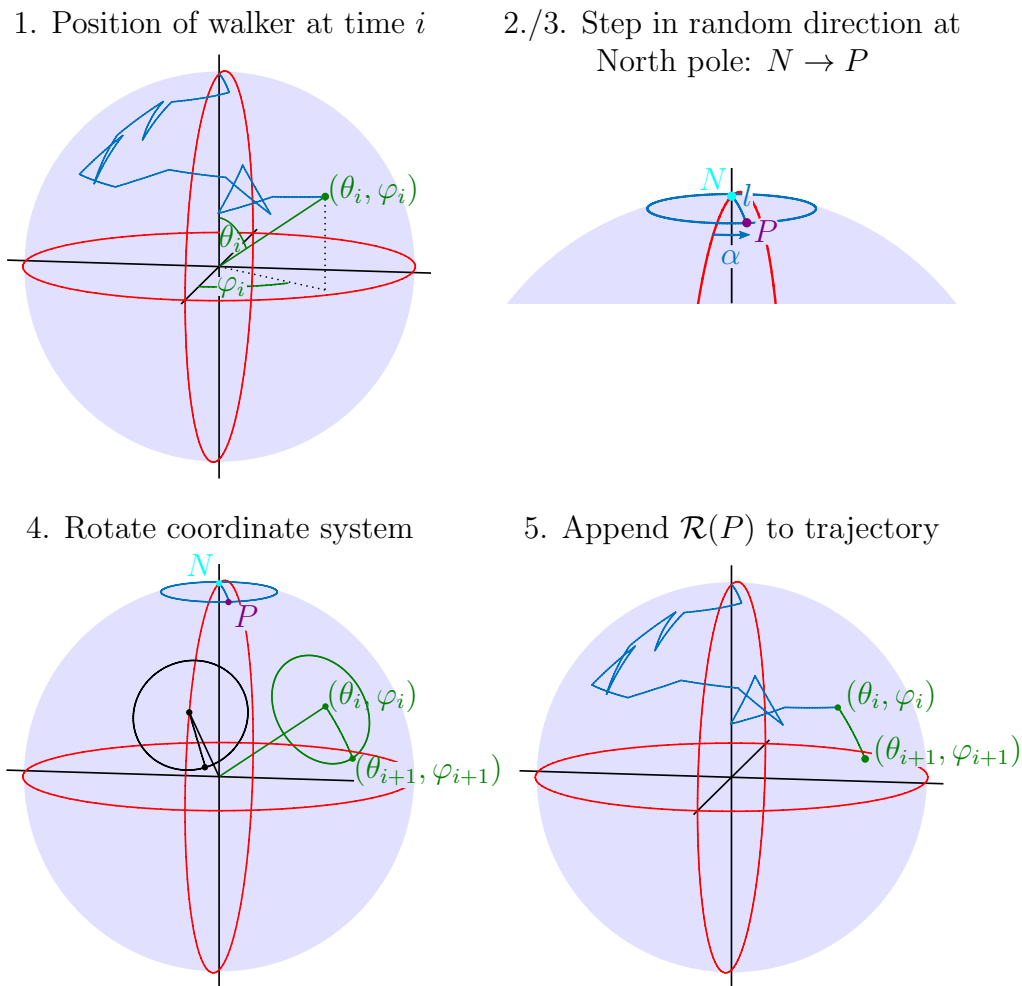 1. Position of walker at time i
(θᵢ, φᵢ)
θᵢ
φᵢ
2./3. Step in random direction at
North pole: N → P
N
l
P
α
4. Rotate coordinate system
N
P
(θᵢ, φᵢ)
(θᵢ₊₁, φᵢ₊₁)
5. Append 𝓡(P) to trajectory
(θᵢ, φᵢ)
(θᵢ₊₁, φᵢ₊₁)